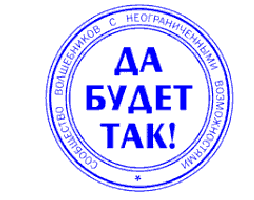 СООБЩЕСТВО ВОЛШЕБНИКОВ С НЕОГРАНИЧЕННЫМИ ВОЗМОЖНОСТЯМИ
ДА
БУДЕТ
ТАК!
*